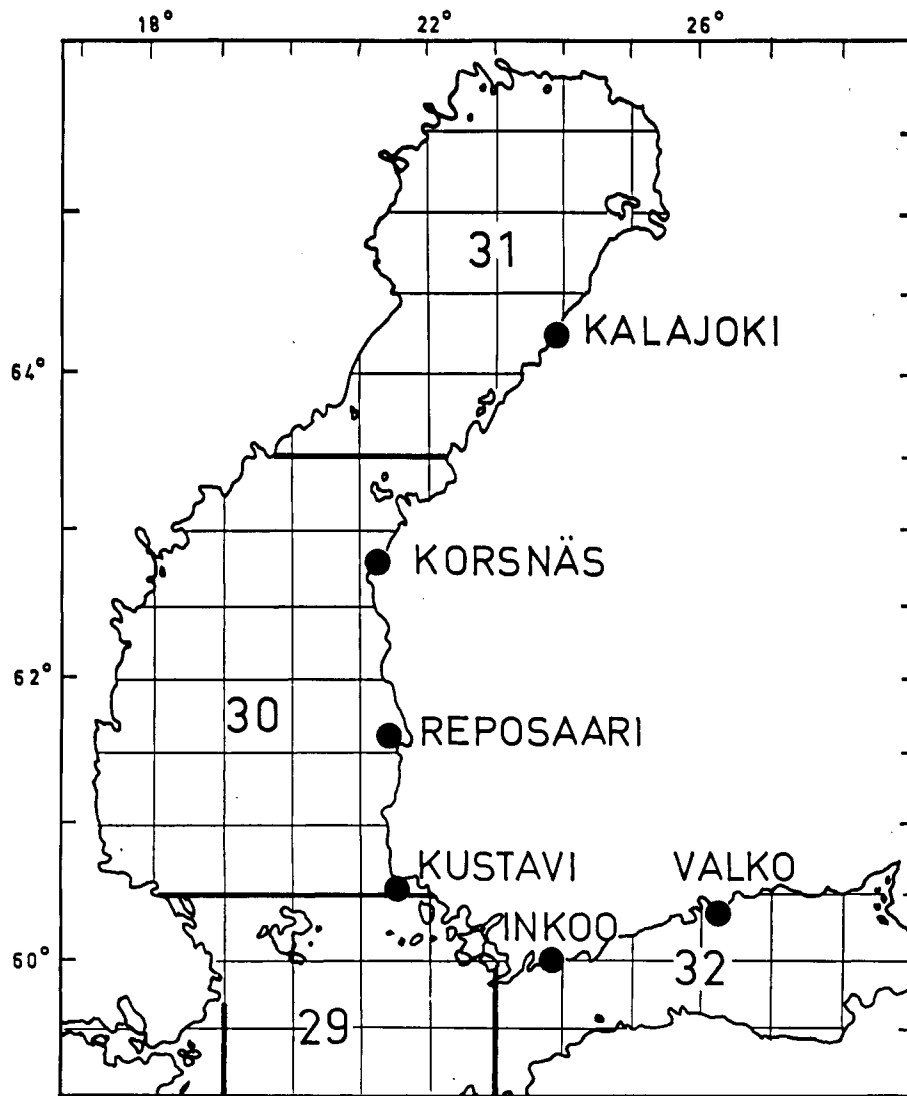 18° 22° 26°
31
KALAJOKI
64°
KORSNÄS
62°
30
REPOSAARI
KUSTAVI VALKO
INKOO
60°
32
29